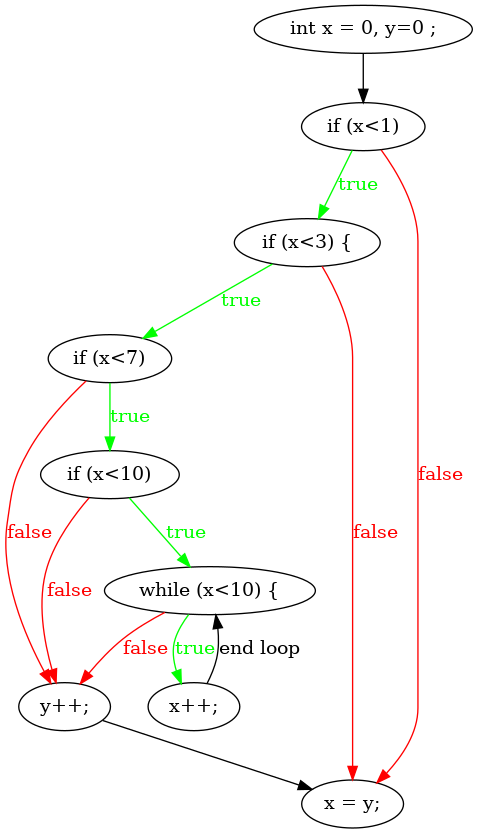 int x = 0, y=0 ;
if (x<1)
true
if (x<3) {
true
if (x<7)
true
if (x<10)
false
false
true
false
false
while (x<10) {
false
true
end loop
y++;
x++;
x = y;